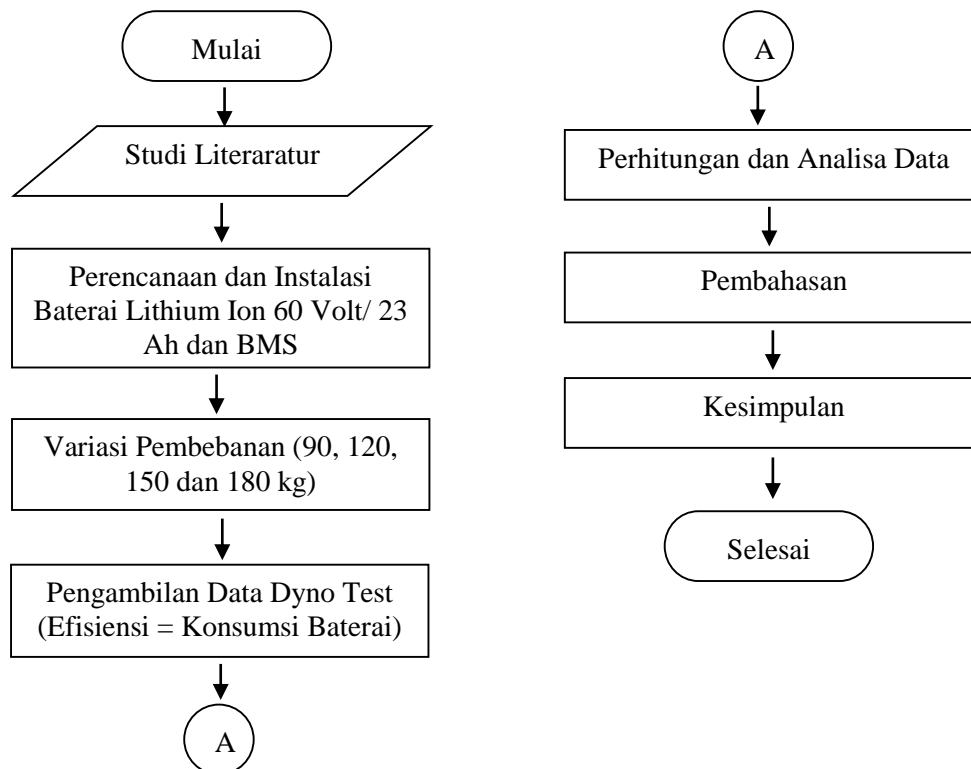 Mulai
Studi Literaratur
Perencanaan dan Instalasi
Baterai Lithium Ion 60 Volt/ 23
Ah dan BMS
Variasi Pembebanan (90, 120,
150 dan 180 kg)
Pengambilan Data Dyno Test
(Efisiensi = Konsumsi Baterai)
A
A
Perhitungan dan Analisa Data
Pembahasan
Kesimpulan
Selesai